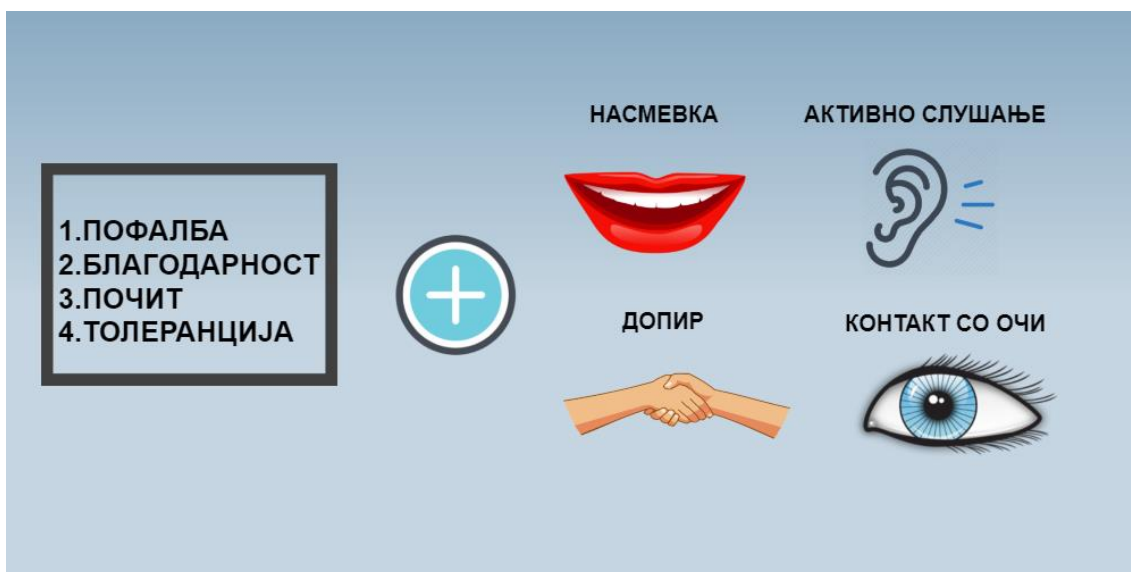 1.ПОФАЛБА
2.БЛАГОДАРНОСТ
3.ПОЧИТ
4.ТОЛЕРАНЦИЈА
НАСМЕВКА
АКТИВНО СЛУШАЊЕ
ДОПИР
КОНТАКТ СО ОЧИ